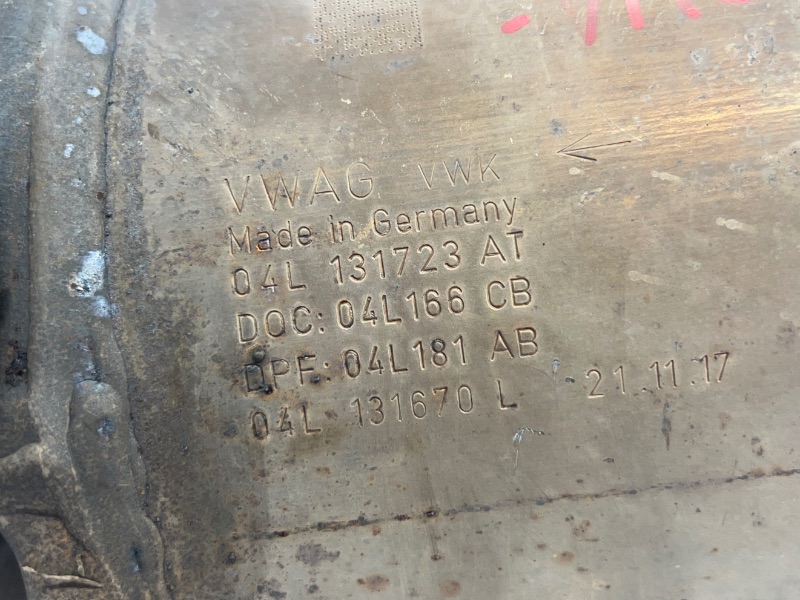 VWAG VWK
Made in Germany
04L 131723 AT
DOC: 04L166 CB
DPF: 04L181 AB
04L 131670 L 21.11.17